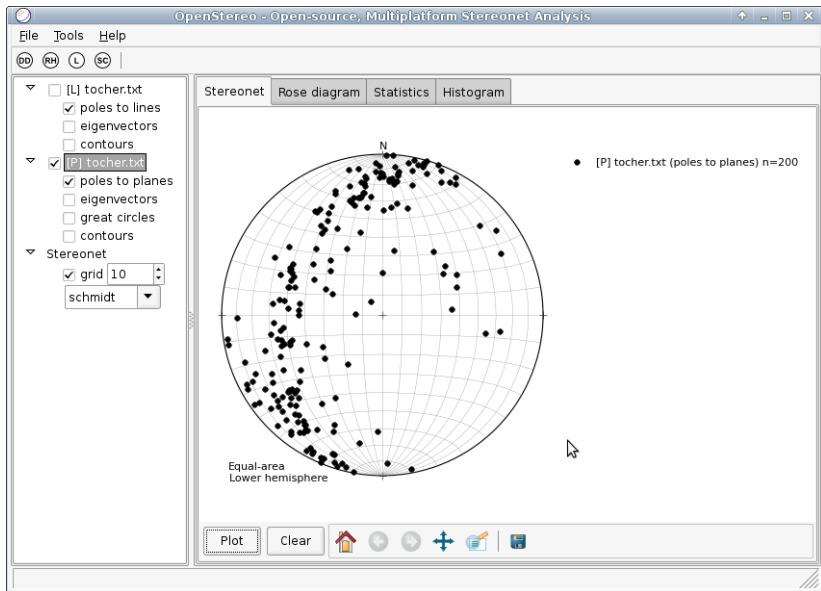 OpenStereo - Open-source, Multiplatform Stereonet Analysis
File Tools Help
DD RH L SC
[L] tocher.txt
poles to lines
eigenvectors
contours
[P] tocher.txt
poles to planes
eigenvectors
great circles
contours
Stereonet
grid 10
schmidt
Stereonet Rose diagram Statistics Histogram
N
[P] tocher.txt (poles to planes) n=200
Equal-area
Lower hemisphere
Plot Clear